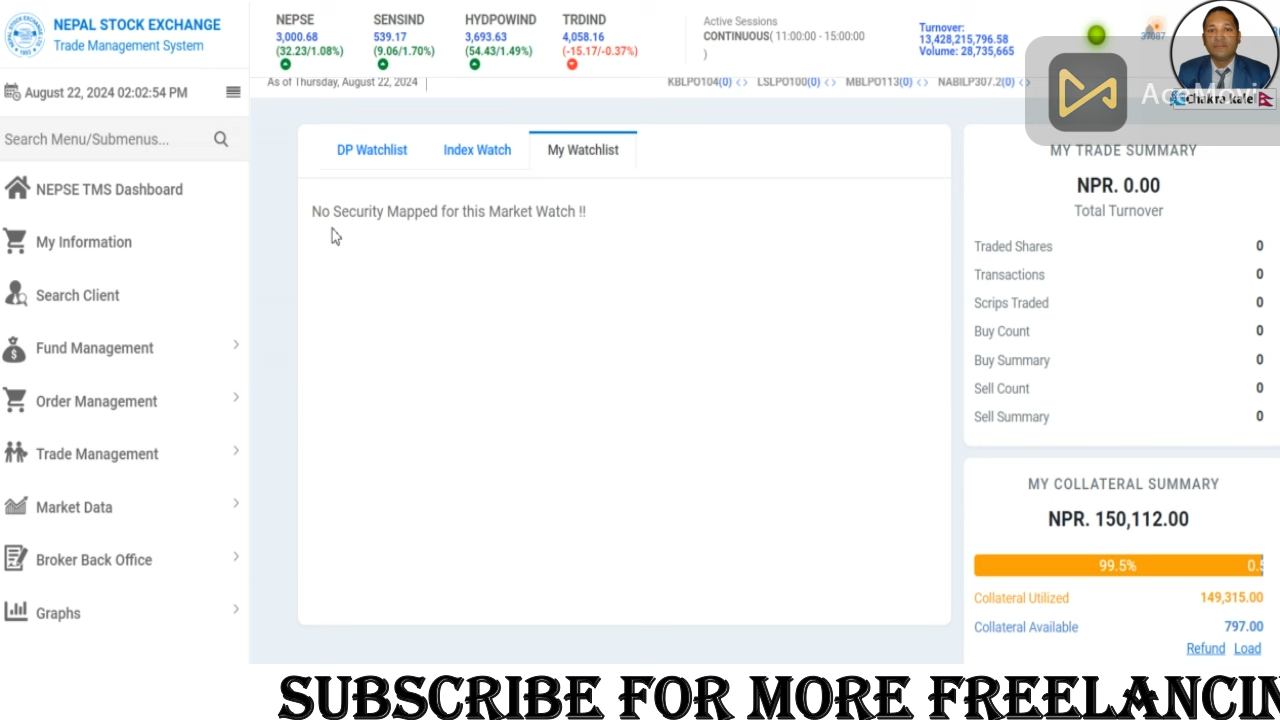 NEPAL STOCK EXCHANGE
Trade Management System
NEPSE
3,000.68
(32.23/1.08%)
SENSIND
539.17
(9.06/1.70%)
HYDPOWIND
3,693.63
(54.43/1.49%)
TRDIND
4,058.16
(-15.17/-0.37%)
Active Sessions
CONTINUOUS( 11:00:00 - 15:00:00
)
Turnover:
13,428,215,796.58
Volume: 28,735,665
August 22, 2024 02:02:54 PM
As of Thursday, August 22, 2024
KBLPO104(0) <> LSLPO100(0) <> MBLPO113(0) <> NABILP307.2(0) <>
Chakra Katel
Search Menu/Submenus...
NEPSE TMS Dashboard
My Information
Search Client
Fund Management
Order Management
Trade Management
Market Data
Broker Back Office
Graphs
DP Watchlist Index Watch My Watchlist
No Security Mapped for this Market Watch !!
MY TRADE SUMMARY
NPR. 0.00
Total Turnover
Traded Shares 0
Transactions 0
Scrips Traded 0
Buy Count 0
Buy Summary 0
Sell Count 0
Sell Summary 0
MY COLLATERAL SUMMARY
NPR. 150,112.00
99.5% 0.5
Collateral Utilized 149,315.00
Collateral Available 797.00
Refund Load
SUBSCRIBE FOR MORE FREELANCIN